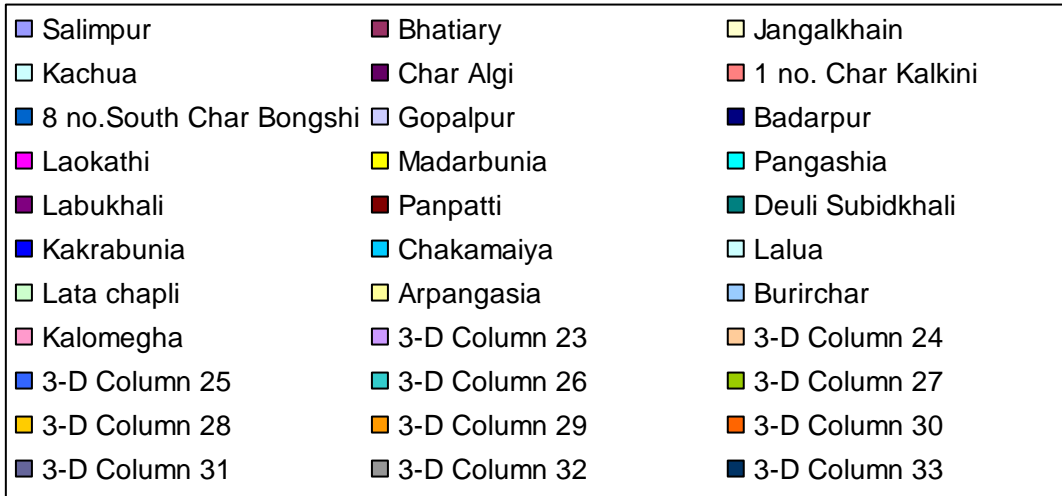 Salimpur Bhatiary Jangalkhain
Kachua Char Algi 1 no. Char Kalkini
8 no.South Char Bongshi Gopalpur Badarpur
Laokathi Madarbunia Pangashia
Labukhali Panpatti Deuli Subidkhali
Kakrabunia Chakamaiya Lalua
Lata chapli Arpangasia Burirchar
Kalomegha 3-D Column 23 3-D Column 24
3-D Column 25 3-D Column 26 3-D Column 27
3-D Column 28 3-D Column 29 3-D Column 30
3-D Column 31 3-D Column 32 3-D Column 33